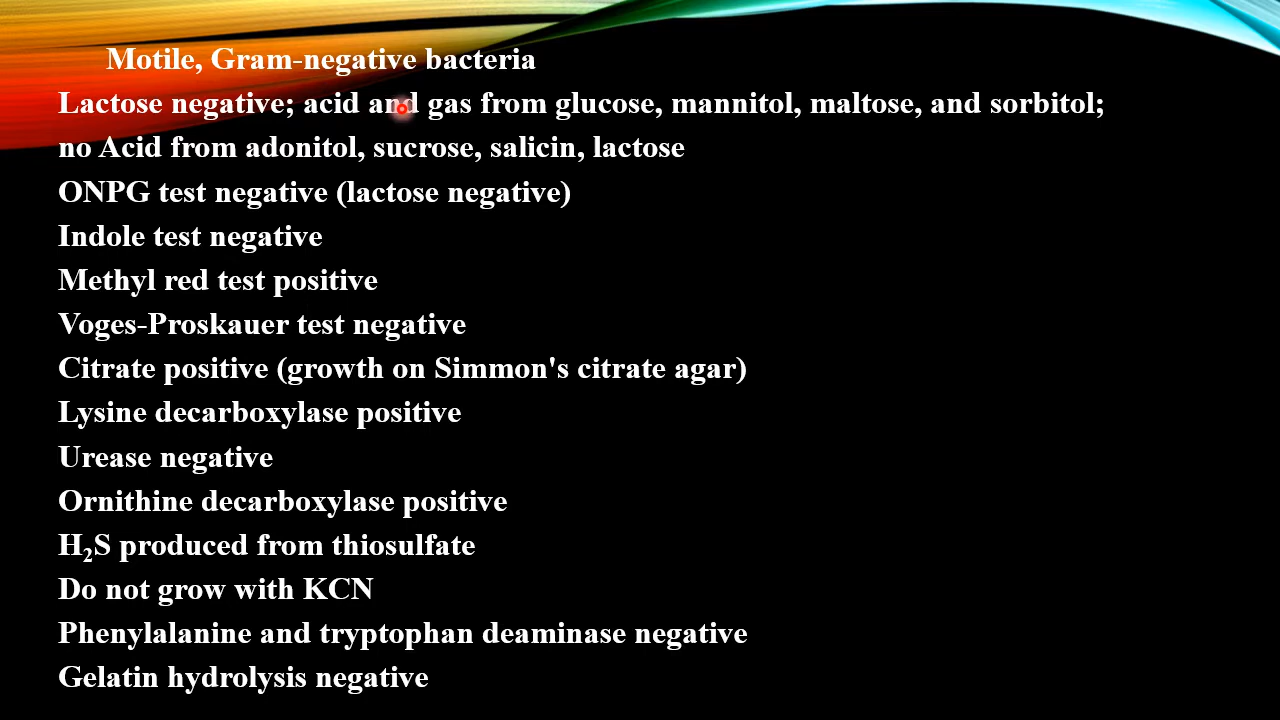 Motile, Gram-negative bacteria
Lactose negative; acid and gas from glucose, mannitol, maltose, and sorbitol;
no Acid from adonitol, sucrose, salicin, lactose
ONPG test negative (lactose negative)
Indole test negative
Methyl red test positive
Voges-Proskauer test negative
Citrate positive (growth on Simmon's citrate agar)
Lysine decarboxylase positive
Urease negative
Ornithine decarboxylase positive
H₂S produced from thiosulfate
Do not grow with KCN
Phenylalanine and tryptophan deaminase negative
Gelatin hydrolysis negative